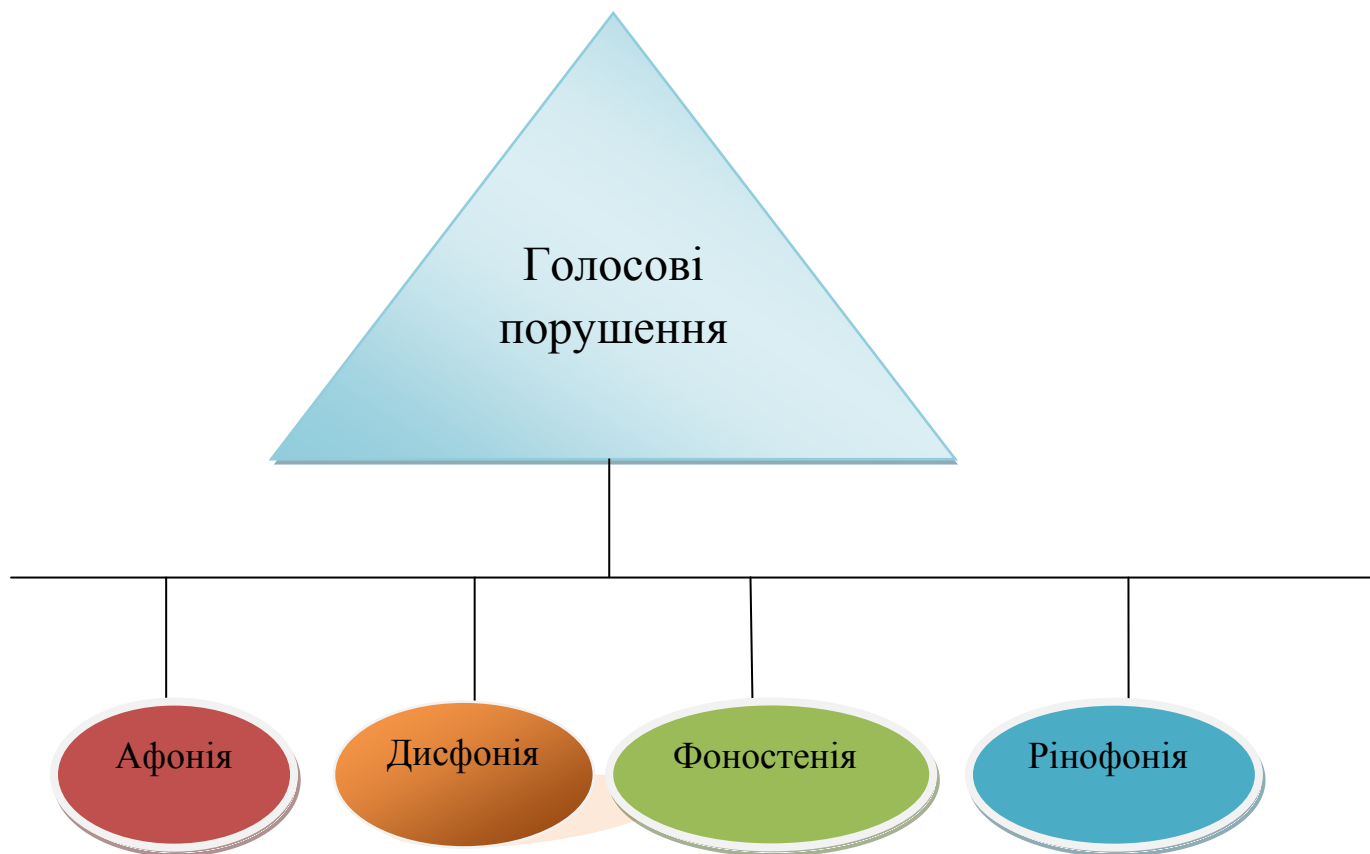 Голосові
порушення
Афонія
Дисфонія
Фоностенія
Рінофонія